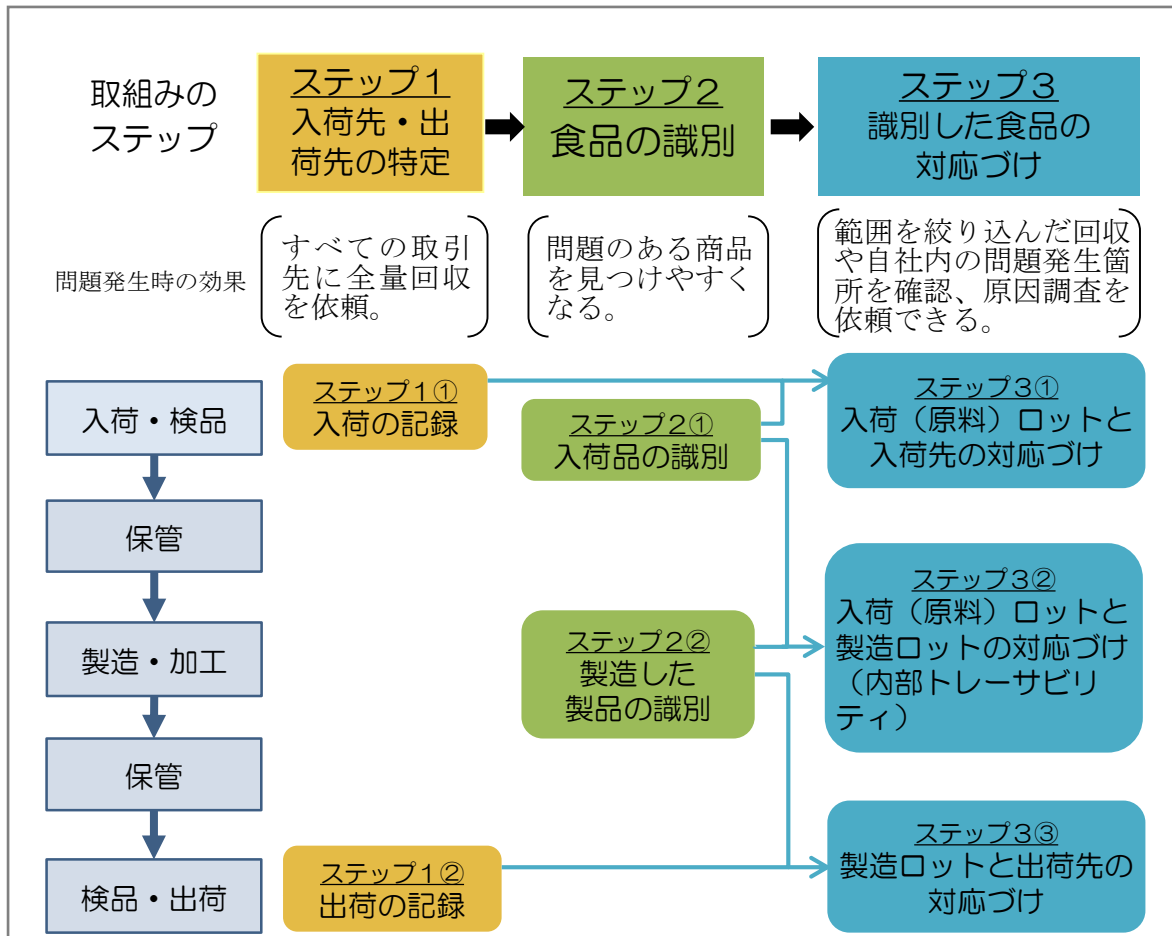 取組みの
ステップ
ステップ１
入荷先・出
荷先の特定
ステップ２
食品の識別
ステップ３
識別した食品の
対応づけ
問題発生時の効果
すべての取引
先に全量回収
を依頼。
問題のある商品
を見つけやすく
なる。
範囲を絞り込んだ回収
や自社内の問題発生箇
所を確認、原因調査を
依頼できる。
入荷・検品
保管
製造・加工
保管
検品・出荷
ステップ１①
入荷の記録
ステップ１②
出荷の記録
ステップ２①
入荷品の識別
ステップ２②
製造した
製品の識別
ステップ３①
入荷（原料）ロットと
入荷先の対応づけ
ステップ３②
入荷（原料）ロットと
製造ロットの対応づけ
（内部トレーサビリ
ティ）
ステップ３③
製造ロットと出荷先の
対応づけ